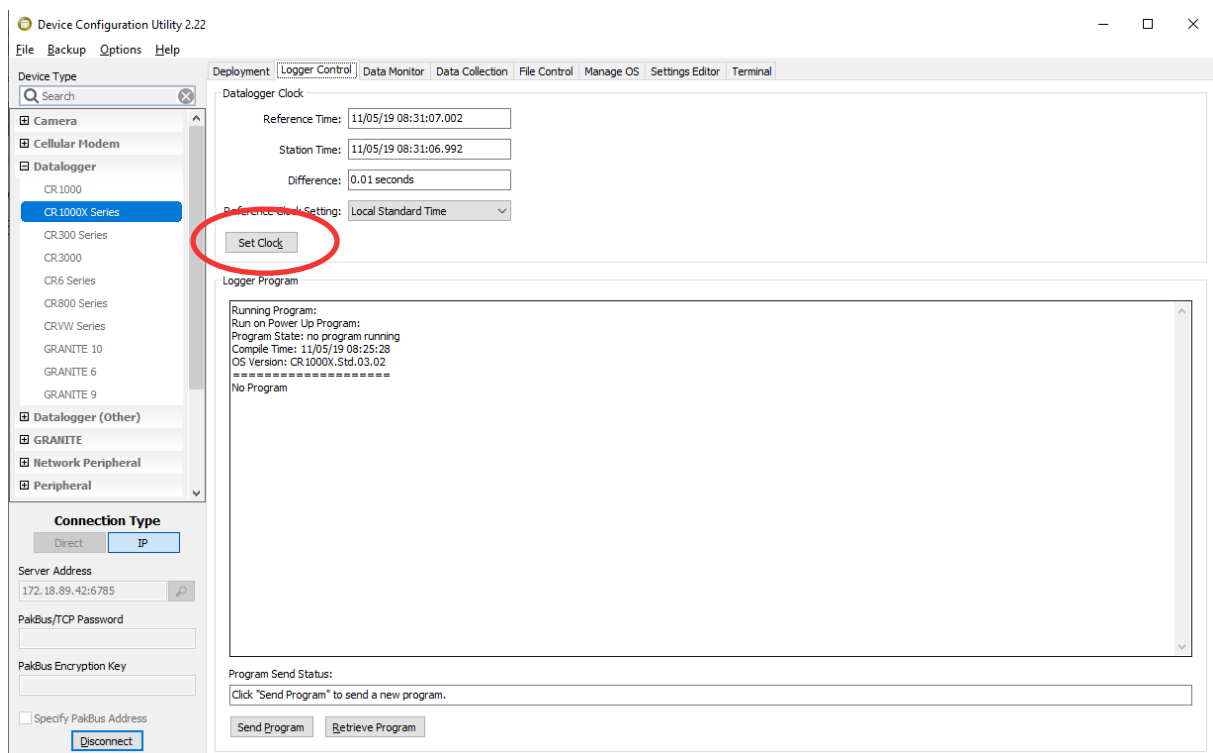 Device Configuration Utility 2.22
File Backup Options Help
Device Type
Search
Camera
Cellular Modem
Datalogger
CR1000
CR1000X Series
CR300 Series
CR3000
CR6 Series
CR800 Series
CRVW Series
GRANITE 10
GRANITE 6
GRANITE 9
Datalogger (Other)
GRANITE
Network Peripheral
Peripheral
Connection Type
Direct IP
Server Address
172.18.89.42:6785
PakBus/TCP Password
PakBus Encryption Key
Specify PakBus Address
Disconnect
Deployment Logger Control Data Monitor Data Collection File Control Manage OS Settings Editor Terminal
Datalogger Clock
Reference Time: 11/05/19 08:31:07.002
Station Time: 11/05/19 08:31:06.992
Difference: 0.01 seconds
Reference Clock Setting: Local Standard Time
Set Clock
Logger Program
Running Program:
Run on Power Up Program:
Program State: no program running
Compile Time: 11/05/19 08:25:28
OS Version: CR1000X.Std.03.02
====================
No Program
Program Send Status:
Click "Send Program" to send a new program.
Send Program Retrieve Program